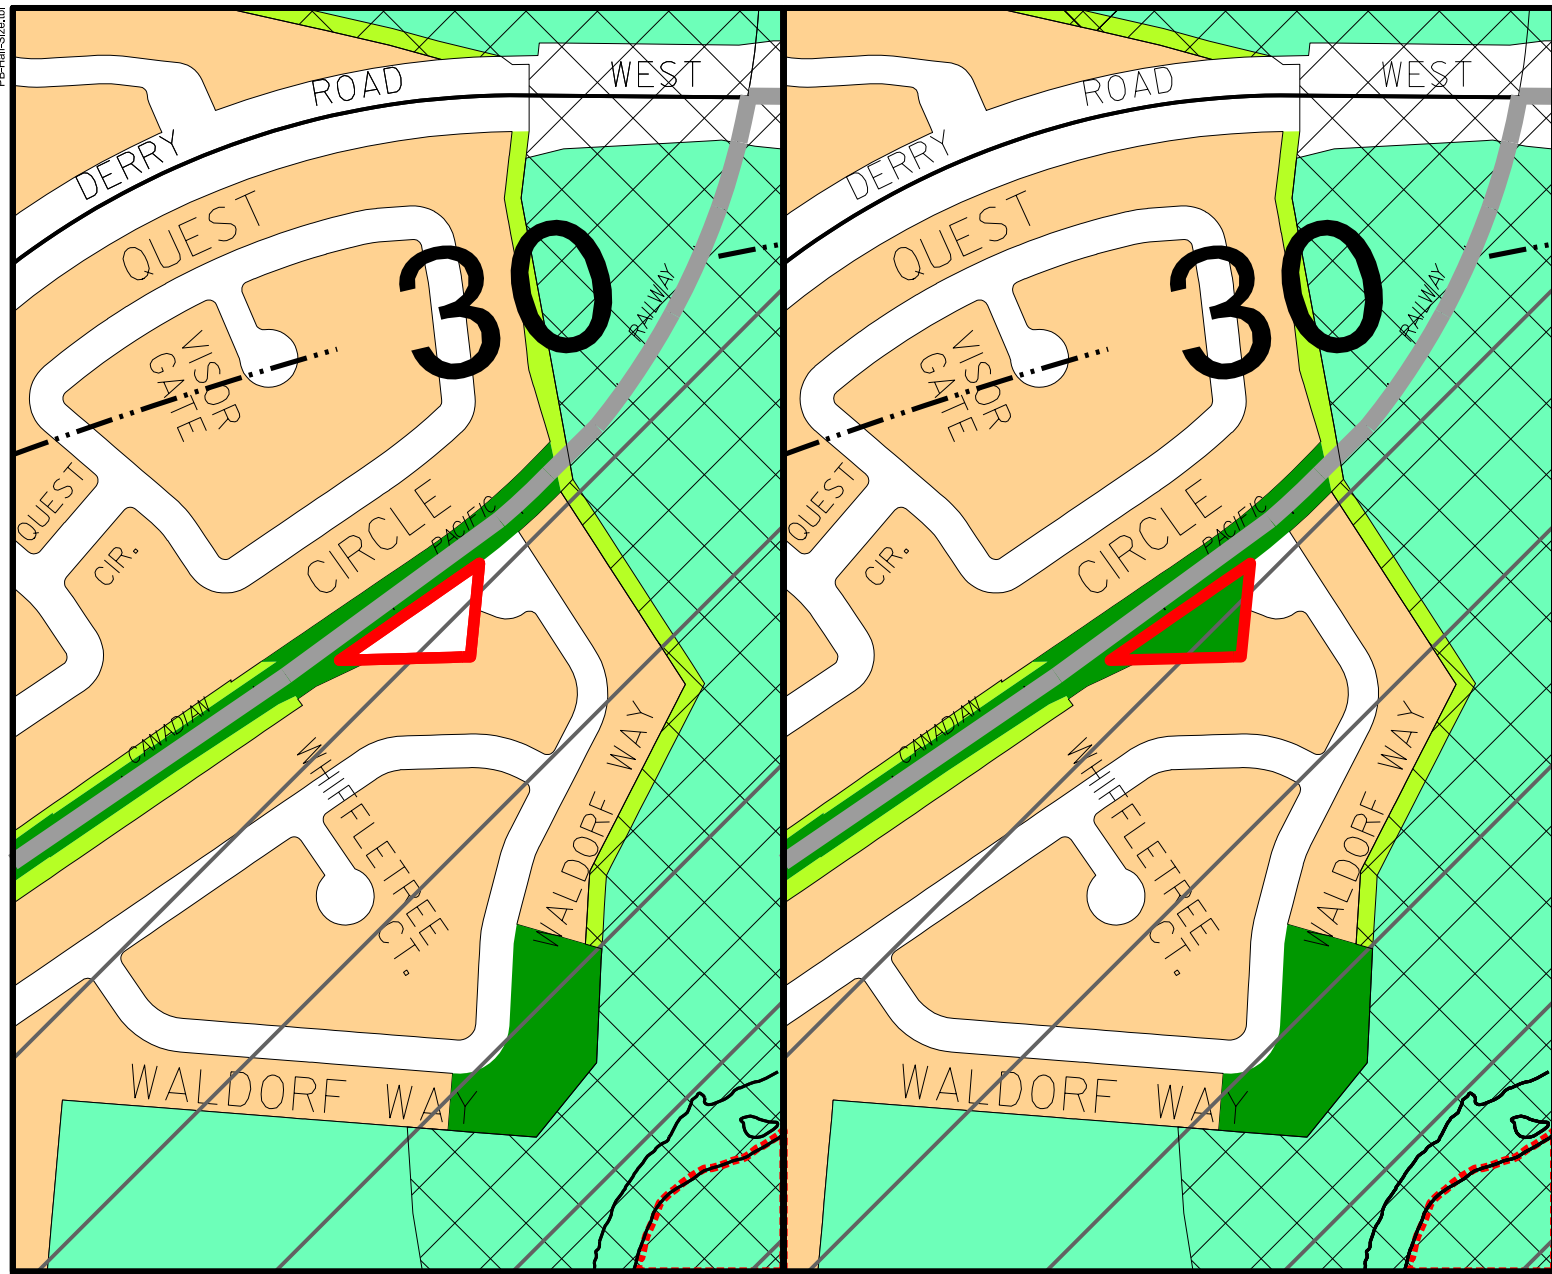 ROAD
WEST
DERRY
QUEST
30
RAILWAY
VISOR
GATE
QUEST
CIR.
CIRCLE
PACIFIC
CANADIAN
WHIFFLETREE
CT.
WALDORF WAY
WALDORF WAY
ROAD
WEST
DERRY
QUEST
30
RAILWAY
VISOR
GATE
QUEST
CIR.
CIRCLE
PACIFIC
CANADIAN
WHIFFLETREE
CT.
WALDORF WAY
WALDORF WAY